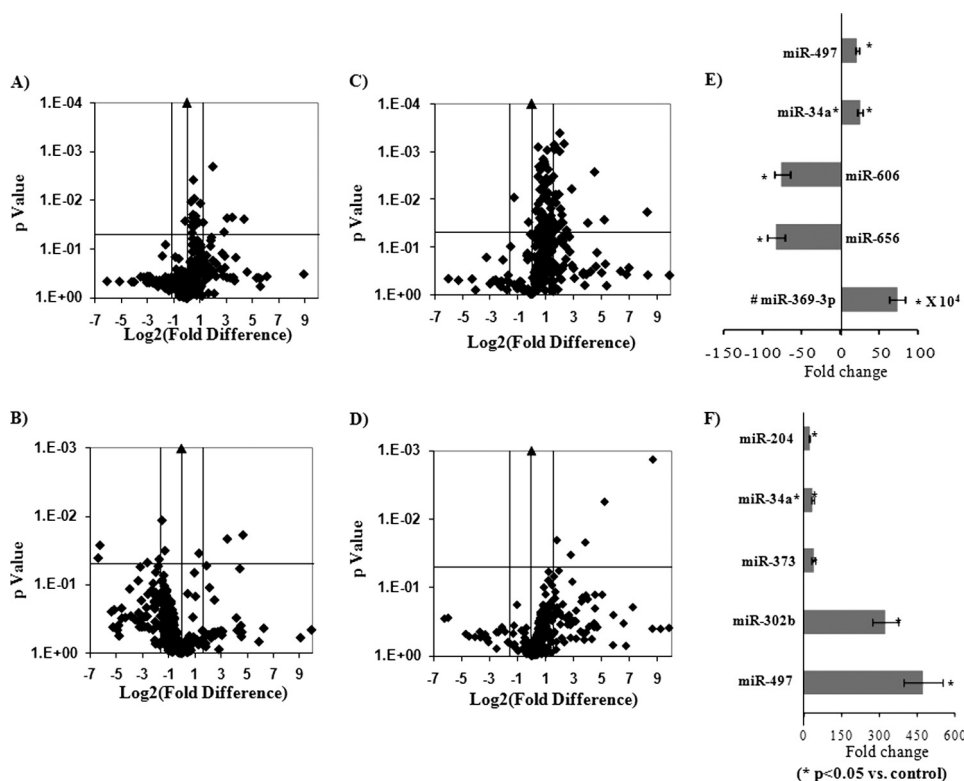 A)
1.E-04
1.E-03
1.E-02
1.E-01
1.E+00
p Value
-7 -5 -3 -1 1 3 5 7 9
Log2(Fold Difference)
C)
1.E-04
1.E-03
1.E-02
1.E-01
1.E+00
p Value
-7 -5 -3 -1 1 3 5 7 9
Log2(Fold Difference)
E)
miR-497 *
miR-34a* *
* miR-606
* miR-656
# miR-369-3p * X10⁴
-150 -100 -50 0 50 100
Fold change
B)
1.E-03
1.E-02
1.E-01
1.E+00
p Value
-7 -5 -3 -1 1 3 5 7 9
Log2(Fold Difference)
D)
1.E-03
1.E-02
1.E-01
1.E+00
p Value
-7 -5 -3 -1 1 3 5 7 9
Log2(Fold Difference)
F)
miR-204 *
miR-34a* *
miR-373
miR-302b *
miR-497 *
0 150 300 450 600
Fold change
(* p<0.05 vs. control)